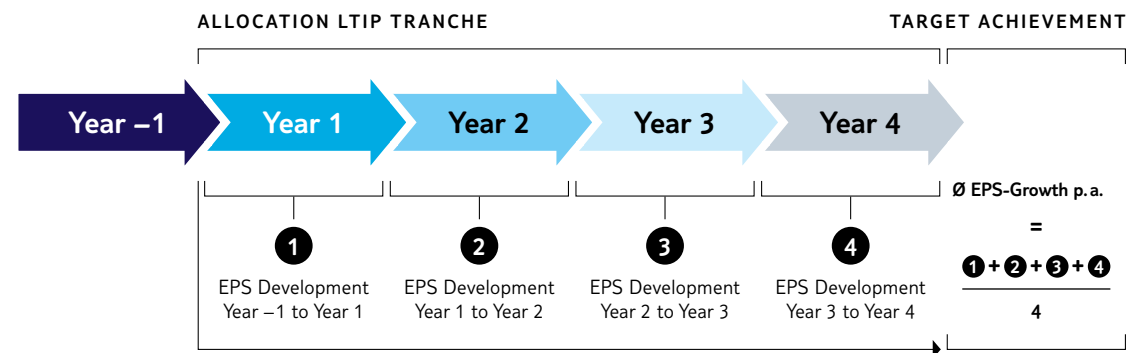 ALLOCATION LTIP TRANCHE
TARGET ACHIEVEMENT
Year –1
Year 1
Year 2
Year 3
Year 4
Ø EPS-Growth p. a.
=
1 + 2 + 3 + 4
4
1
EPS Development
Year –1 to Year 1
2
EPS Development
Year 1 to Year 2
3
EPS Development
Year 2 to Year 3
4
EPS Development
Year 3 to Year 4